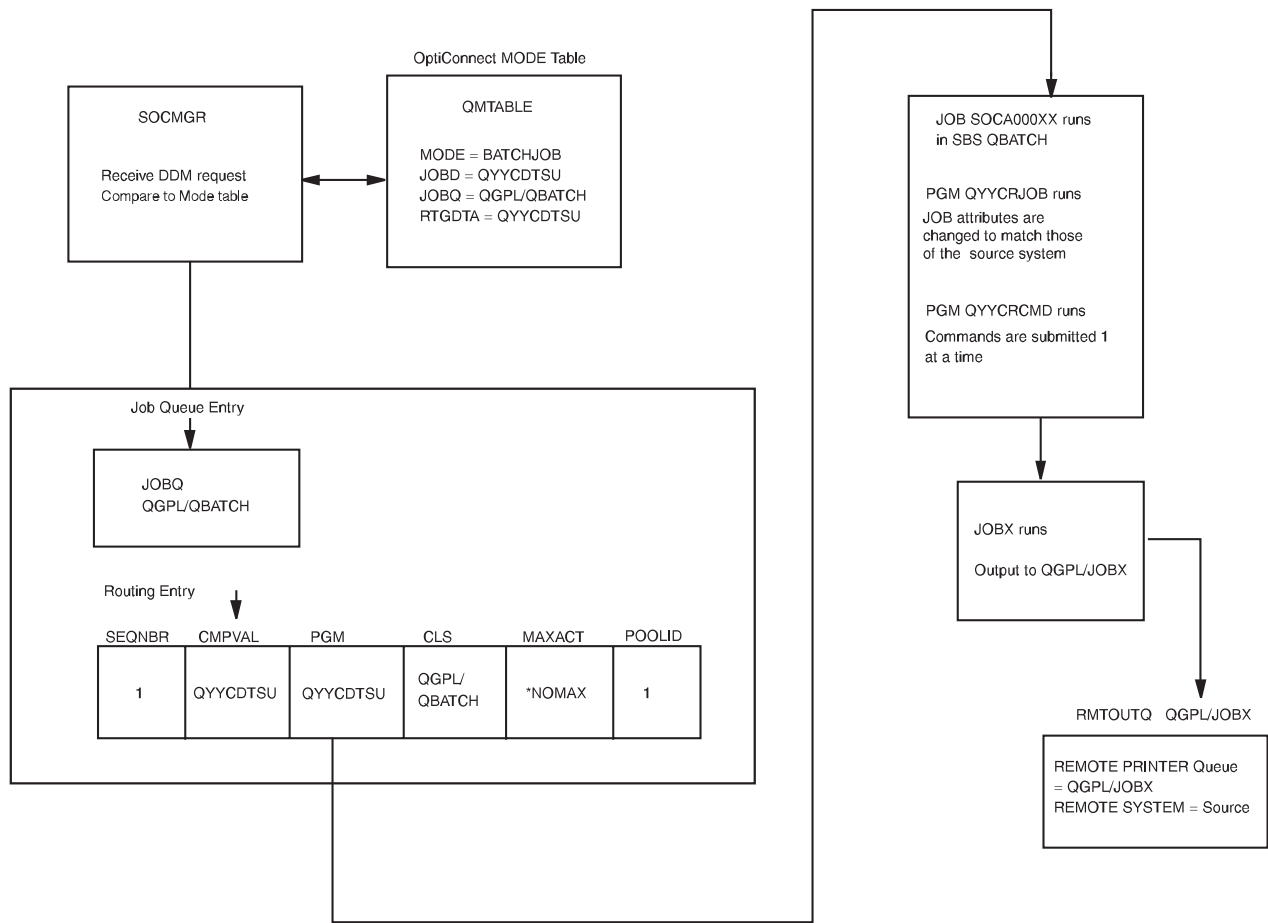 OptiConnect MODE Table
SOCMGR
Receive DDM request
Compare to Mode table
QMTABLE
MODE = BATCHJOB
JOBD = QYYCDTSU
JOBQ = QGPL/QBATCH
RTGDTA = QYYCDTSU
Job Queue Entry
JOBQ
QGPL/QBATCH
Routing Entry
SEQNBR CMPVAL PGM CLS MAXACT POOLID
1 QYYCDTSU QYYCDTSU QGPL/ *NOMAX 1
QBATCH
JOB SOCA000XX runs
in SBS QBATCH
PGM QYYCRJOB runs
JOB attributes are
changed to match those
of the source system
PGM QYYCRCMD runs
Commands are submitted 1
at a time
JOBX runs
Output to QGPL/JOBX
RMTOUTQ QGPL/JOBX
REMOTE PRINTER Queue
= QGPL/JOBX
REMOTE SYSTEM = Source